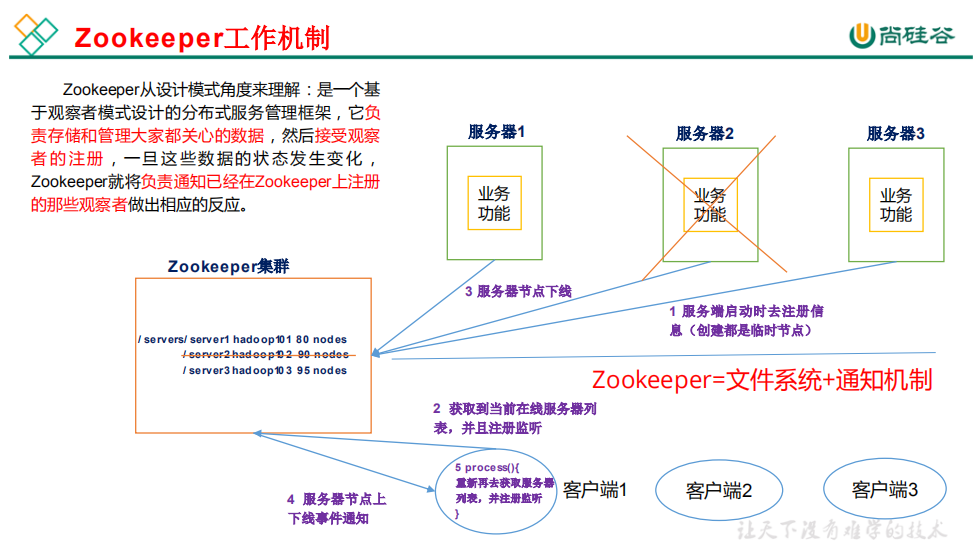 Zookeeper工作机制
尚硅谷
Zookeeper从设计模式角度来理解：是一个基
于观察者模式设计的分布式服务管理框架，它负
责存储和管理大家都关心的数据，然后接受观察
者的注册，一旦这些数据的状态发生变化，
Zookeeper就将负责通知已经在Zookeeper上注册
的那些观察者做出相应的反应。
服务器1
服务器2
服务器3
业务
功能
业务
功能
业务
功能
Zookeeper集群
3 服务器节点下线
1 服务端启动时去注册信
息（创建都是临时节点）
/ servers/ server1 hadoop101 80 nodes
/ server2 hadoop102 90 nodes
/ server3 hadoop103 95 nodes
Zookeeper=文件系统+通知机制
2 获取到当前在线服务器列
表，并且注册监听
5 process(){
重新再去获取服务器
列表，并注册监听
}
客户端1
客户端2
客户端3
4 服务器节点上
下线事件通知
让天下没有难学的技术